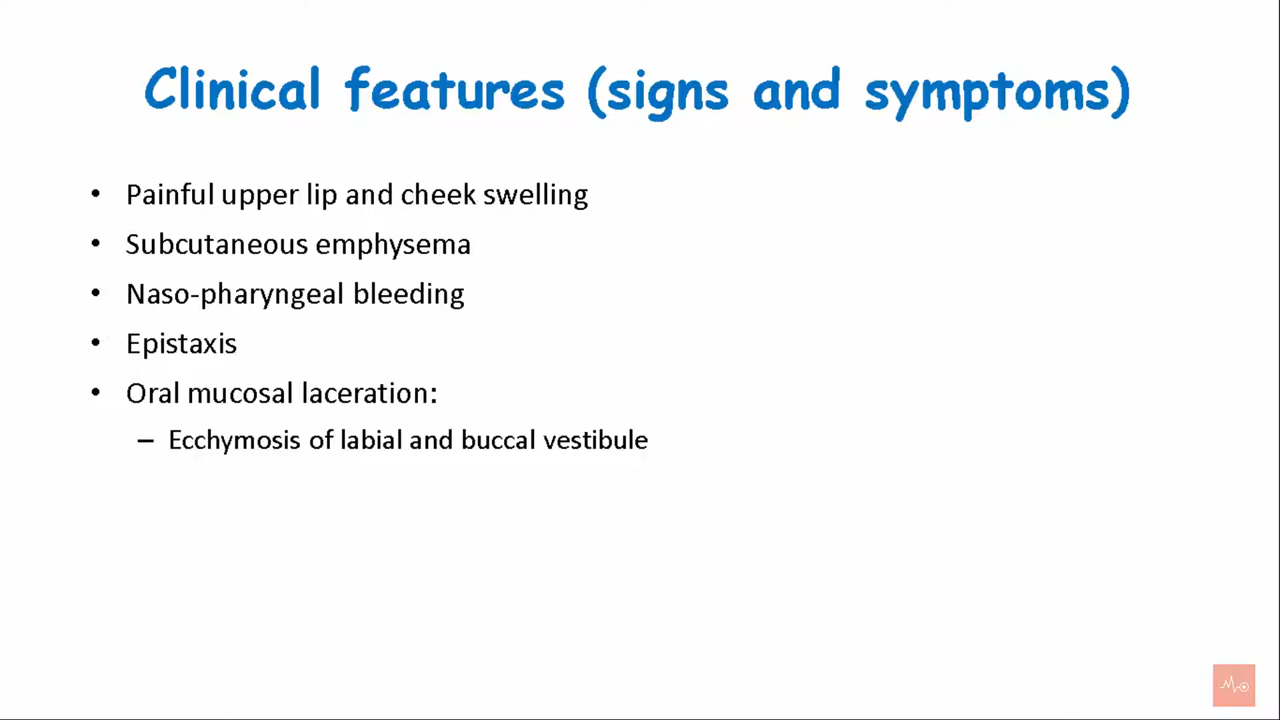 Clinical features (signs and symptoms)
• Painful upper lip and cheek swelling
• Subcutaneous emphysema
• Naso-pharyngeal bleeding
• Epistaxis
• Oral mucosal laceration:
– Ecchymosis of labial and buccal vestibule